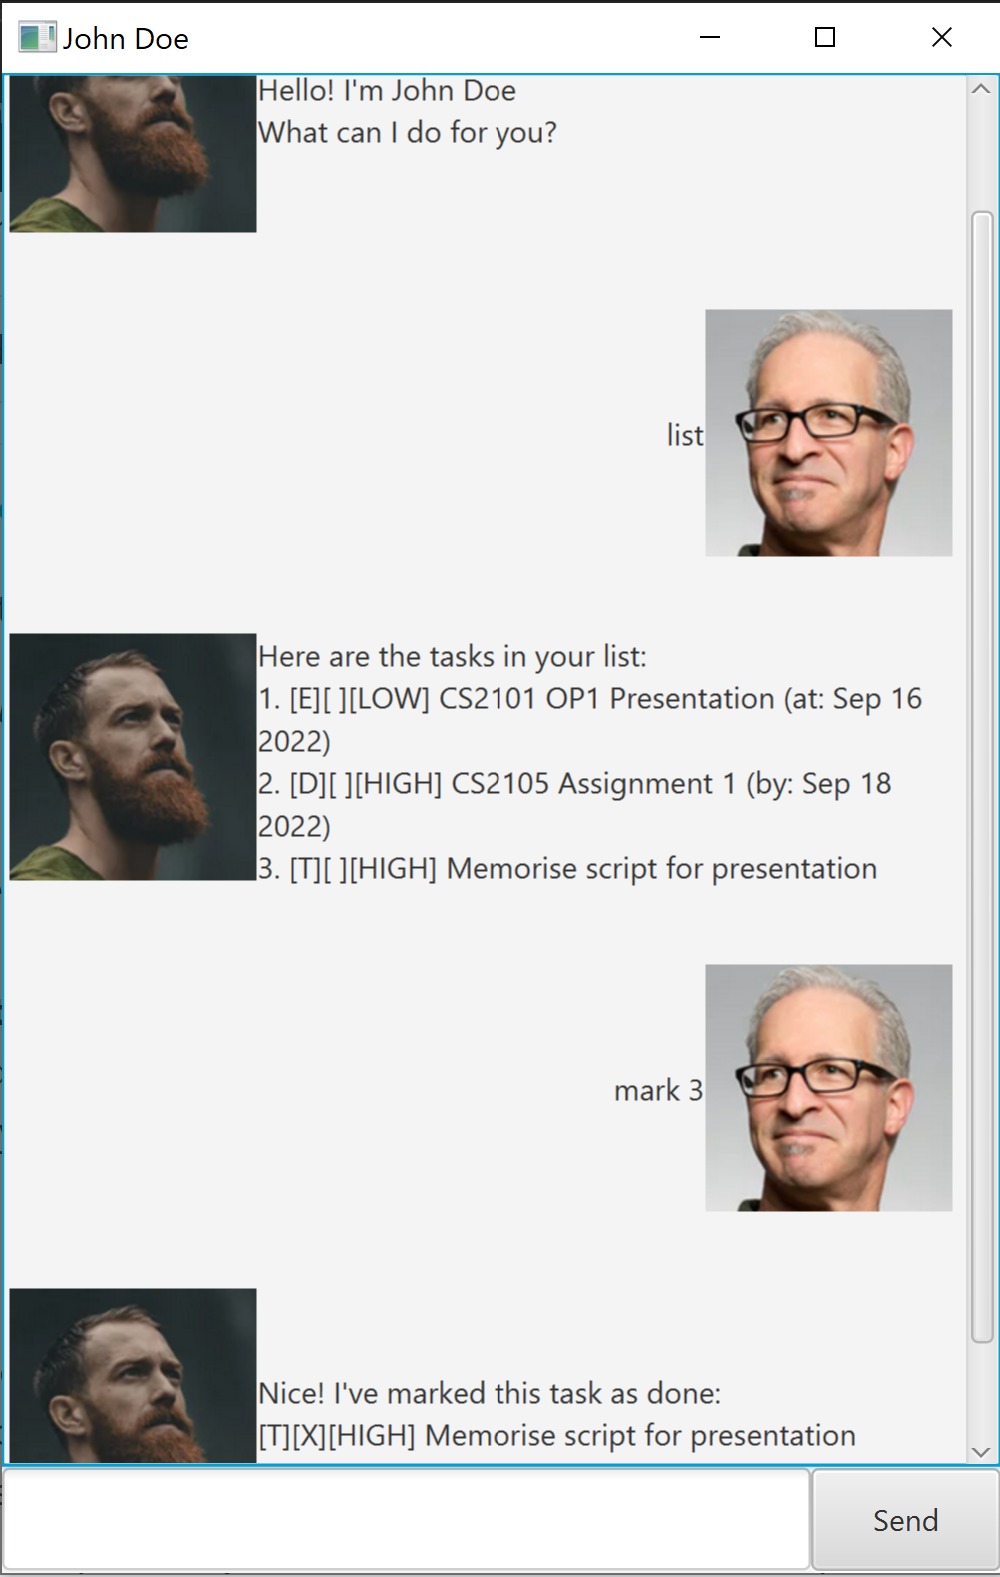 John Doe
Hello! I'm John Doe
What can I do for you?
list
Here are the tasks in your list:
1. [E][ ][LOW] CS2101 OP1 Presentation (at: Sep 16
2022)
2. [D][ ][HIGH] CS2105 Assignment 1 (by: Sep 18
2022)
3. [T][ ][HIGH] Memorise script for presentation
mark 3
Nice! I've marked this task as done:
[T][X][HIGH] Memorise script for presentation
Send